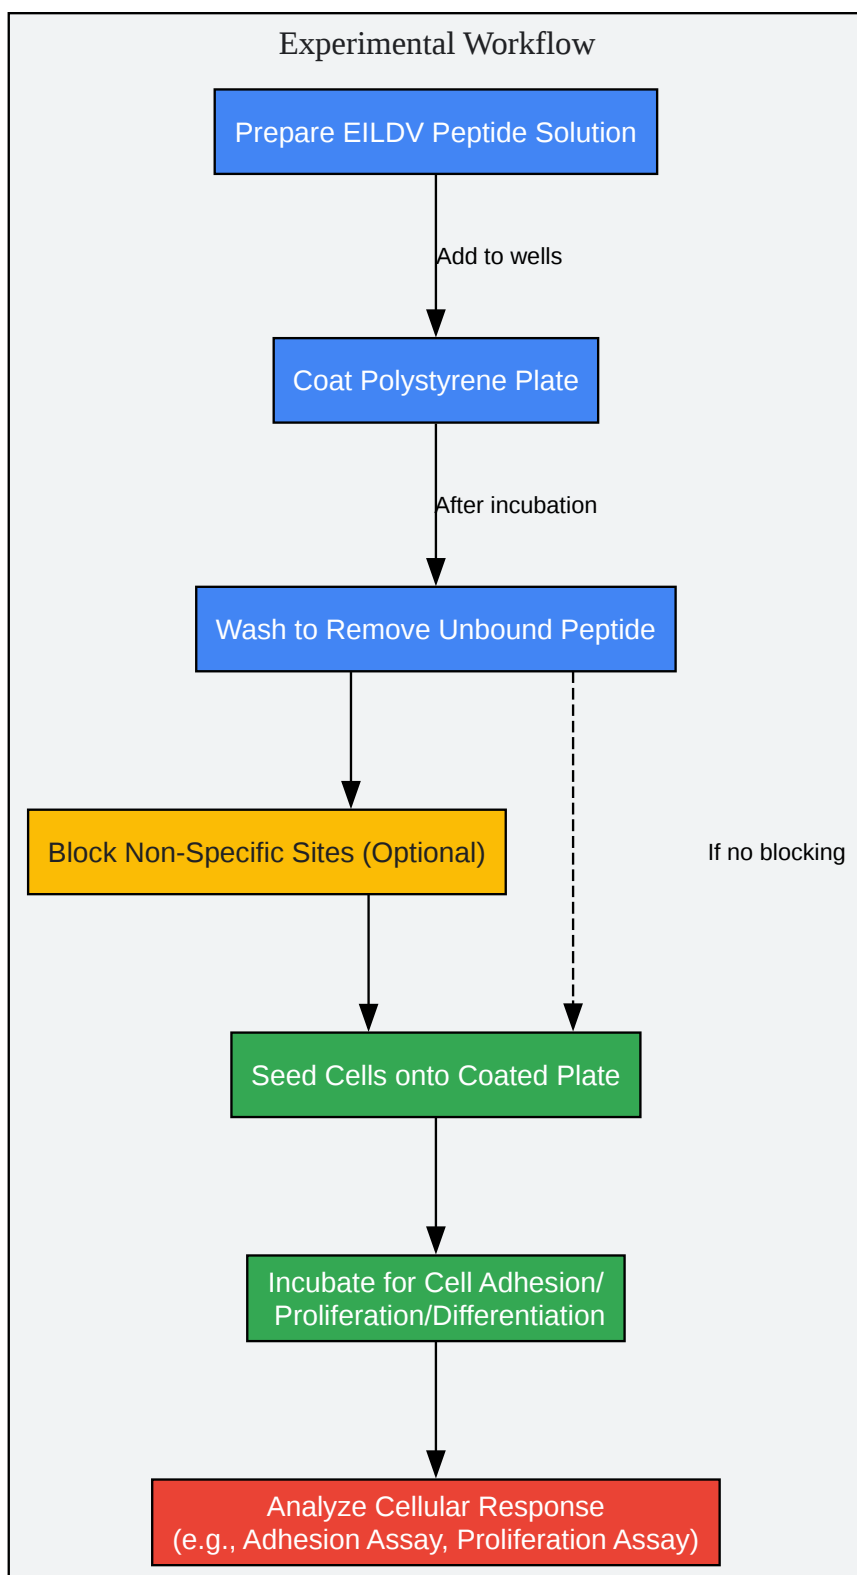 Experimental Workflow
Prepare EILDV Peptide Solution
Add to wells
Coat Polystyrene Plate
After incubation
Wash to Remove Unbound Peptide
Block Non-Specific Sites (Optional)
If no blocking
Seed Cells onto Coated Plate
Incubate for Cell Adhesion/
Proliferation/Differentiation
Analyze Cellular Response
(e.g., Adhesion Assay, Proliferation Assay)